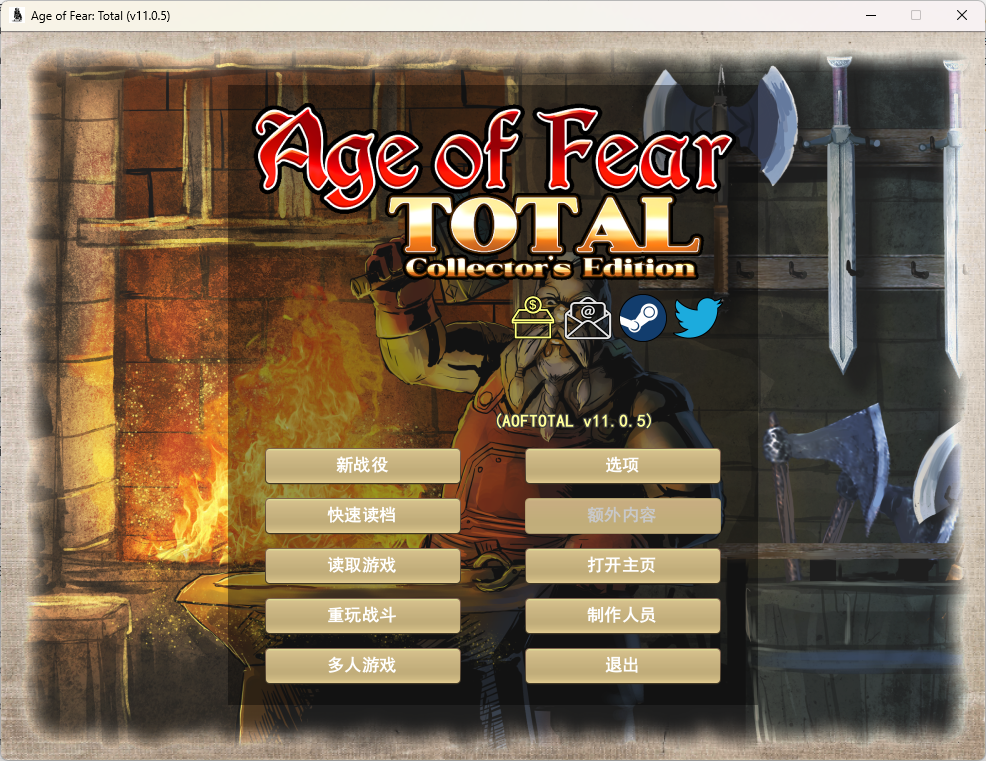 Age of Fear: Total (v11.0.5)
Age of Fear
TOTAL
Collector's Edition
$
@
(AOFTOTAL v11.0.5)
新战役
选项
快速读档
额外内容
读取游戏
打开主页
重玩战斗
制作人员
多人游戏
退出